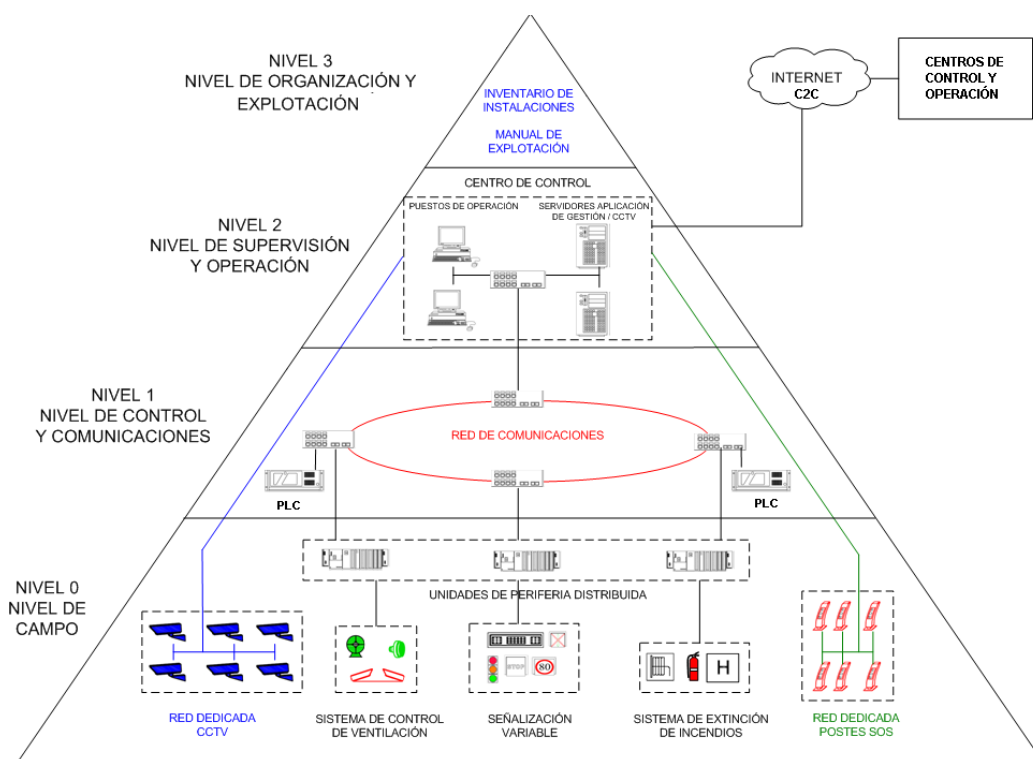 NIVEL 3
NIVEL DE ORGANIZACIÓN Y
EXPLOTACIÓN
INVENTARIO DE
INSTALACIONES
MANUAL DE
EXPLOTACIÓN
INTERNET
C2C
CENTROS DE
CONTROL Y
OPERACIÓN
NIVEL 2
NIVEL DE SUPERVISIÓN
Y OPERACIÓN
CENTRO DE CONTROL
PUESTOS DE OPERACIÓN
SERVIDORES APLICACIÓN
DE GESTIÓN / CCTV
NIVEL 1
NIVEL DE CONTROL
Y COMUNICACIONES
RED DE COMUNICACIONES
PLC
PLC
NIVEL 0
NIVEL DE
CAMPO
UNIDADES DE PERIFERIA DISTRIBUIDA
STOP
80
H
RED DEDICADA
CCTV
SISTEMA DE CONTROL
DE VENTILACIÓN
SEÑALIZACIÓN
VARIABLE
SISTEMA DE EXTINCIÓN
DE INCENDIOS
RED DEDICADA
POSTES SOS